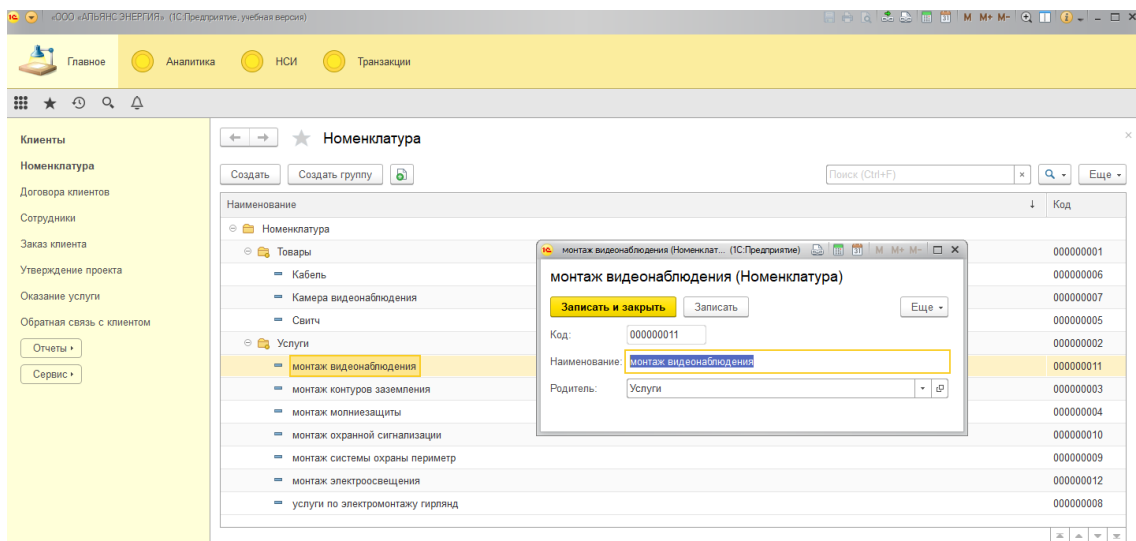 «ООО «АЛЬЯНС ЭНЕРГИЯ» (1С:Предприятие, учебная версия) M M+ M-
Главное Аналитика НСИ Транзакции
Клиенты
Номенклатура
Договора клиентов
Сотрудники
Заказ клиента
Утверждение проекта
Оказание услуги
Обратная связь с клиентом
Отчеты
Сервис
Номенклатура
Создать Создать группу Поиск (Ctrl+F) × Еще
Наименование ↓ Код
Номенклатура
Товары 000000001
Кабель 000000006
Камера видеонаблюдения 000000007
Свитч 000000005
Услуги 000000002
монтаж видеонаблюдения 000000011
монтаж контуров заземления 000000003
монтаж молниезащиты 000000004
монтаж охранной сигнализации 000000010
монтаж системы охраны периметр 000000009
монтаж электроосвещения 000000012
услуги по электромонтажу гирлянд 000000008
монтаж видеонаблюдения (Номенклат... (1С:Предприятие) M M+ M-
монтаж видеонаблюдения (Номенклатура)
Записать и закрыть Записать Еще
Код: 000000011
Наименование: монтаж видеонаблюдения
Родитель: Услуги